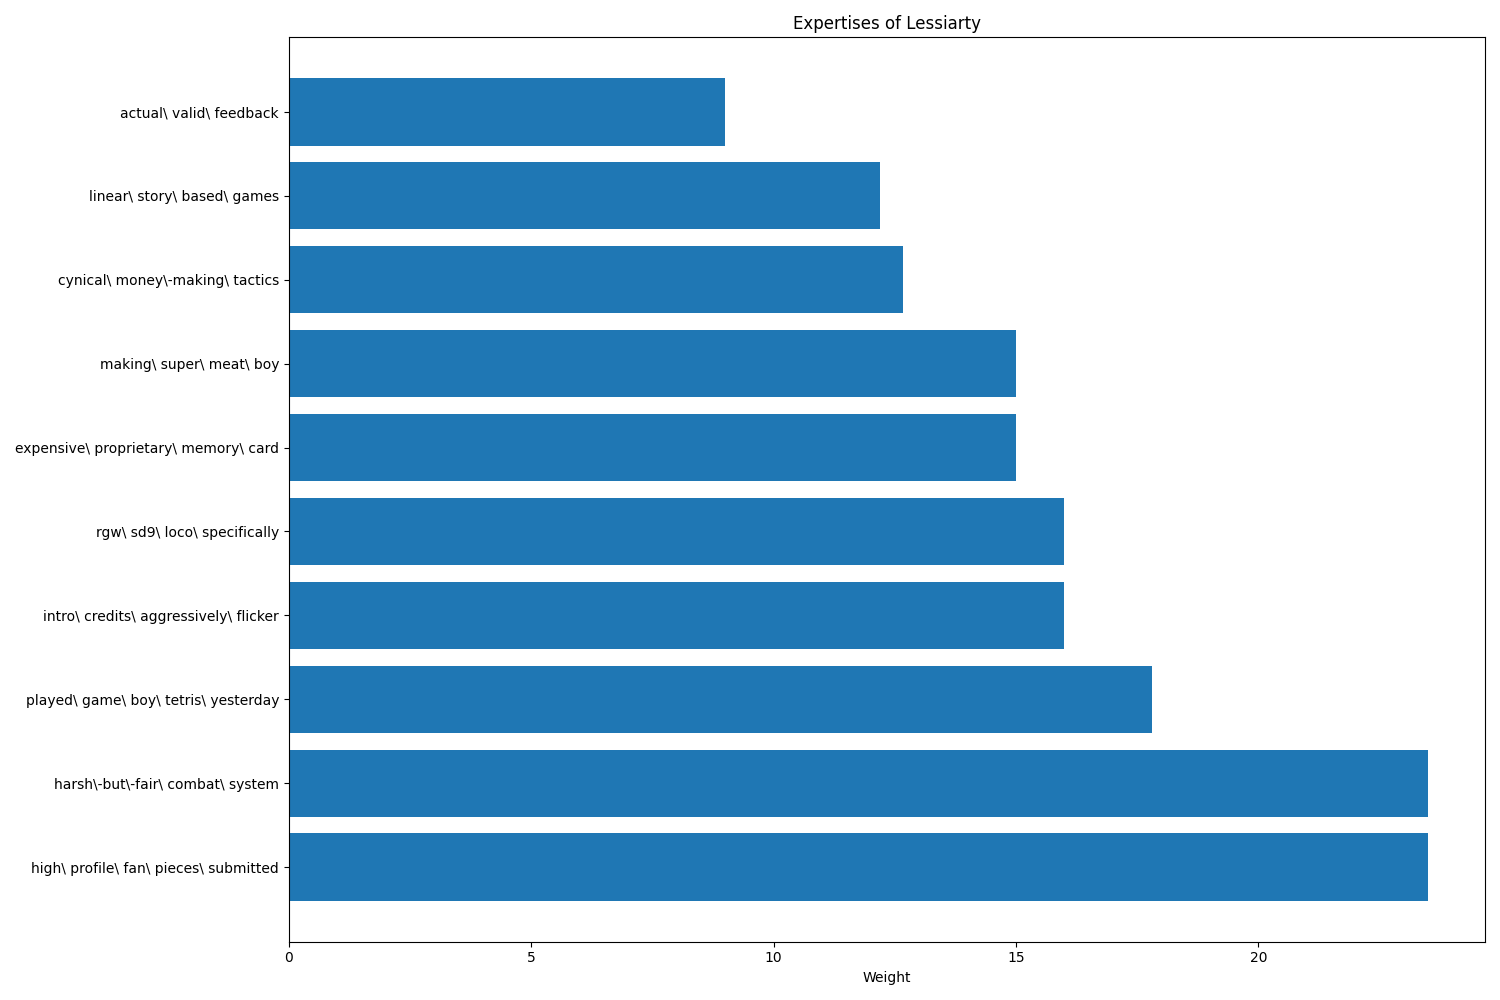 Expertises of Lessiarty
actual\ valid\ feedback
linear\ story\ based\ games
cynical\ money\-making\ tactics
making\ super\ meat\ boy
expensive\ proprietary\ memory\ card
rgw\ sd9\ loco\ specifically
intro\ credits\ aggressively\ flicker
played\ game\ boy\ tetris\ yesterday
harsh\-but\-fair\ combat\ system
high\ profile\ fan\ pieces\ submitted
0 5 10 15 20
Weight